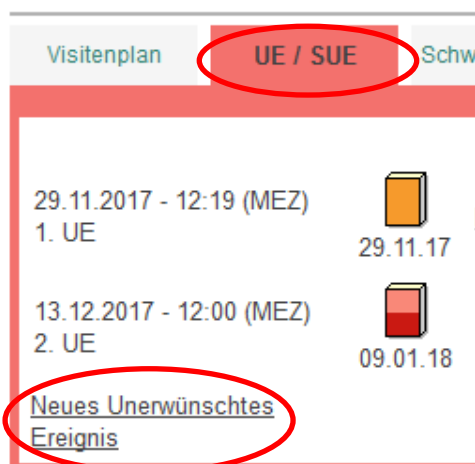 Visitenplan UE / SUE Schw
29.11.2017 - 12:19 (MEZ)
1. UE
29.11.17
13.12.2017 - 12:00 (MEZ)
2. UE
09.01.18
Neues Unerwünschtes
Ereignis